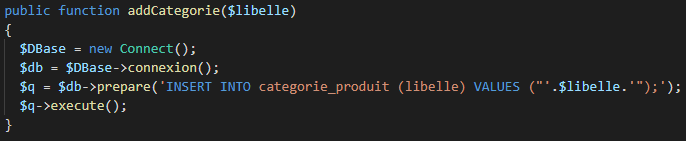 public function addCategorie($libelle)
{
$DBase = new Connect();
$db = $DBase->connexion();
$q = $db->prepare('INSERT INTO categorie_produit (libelle) VALUES ("'.$libelle.'");');
$q->execute();
}